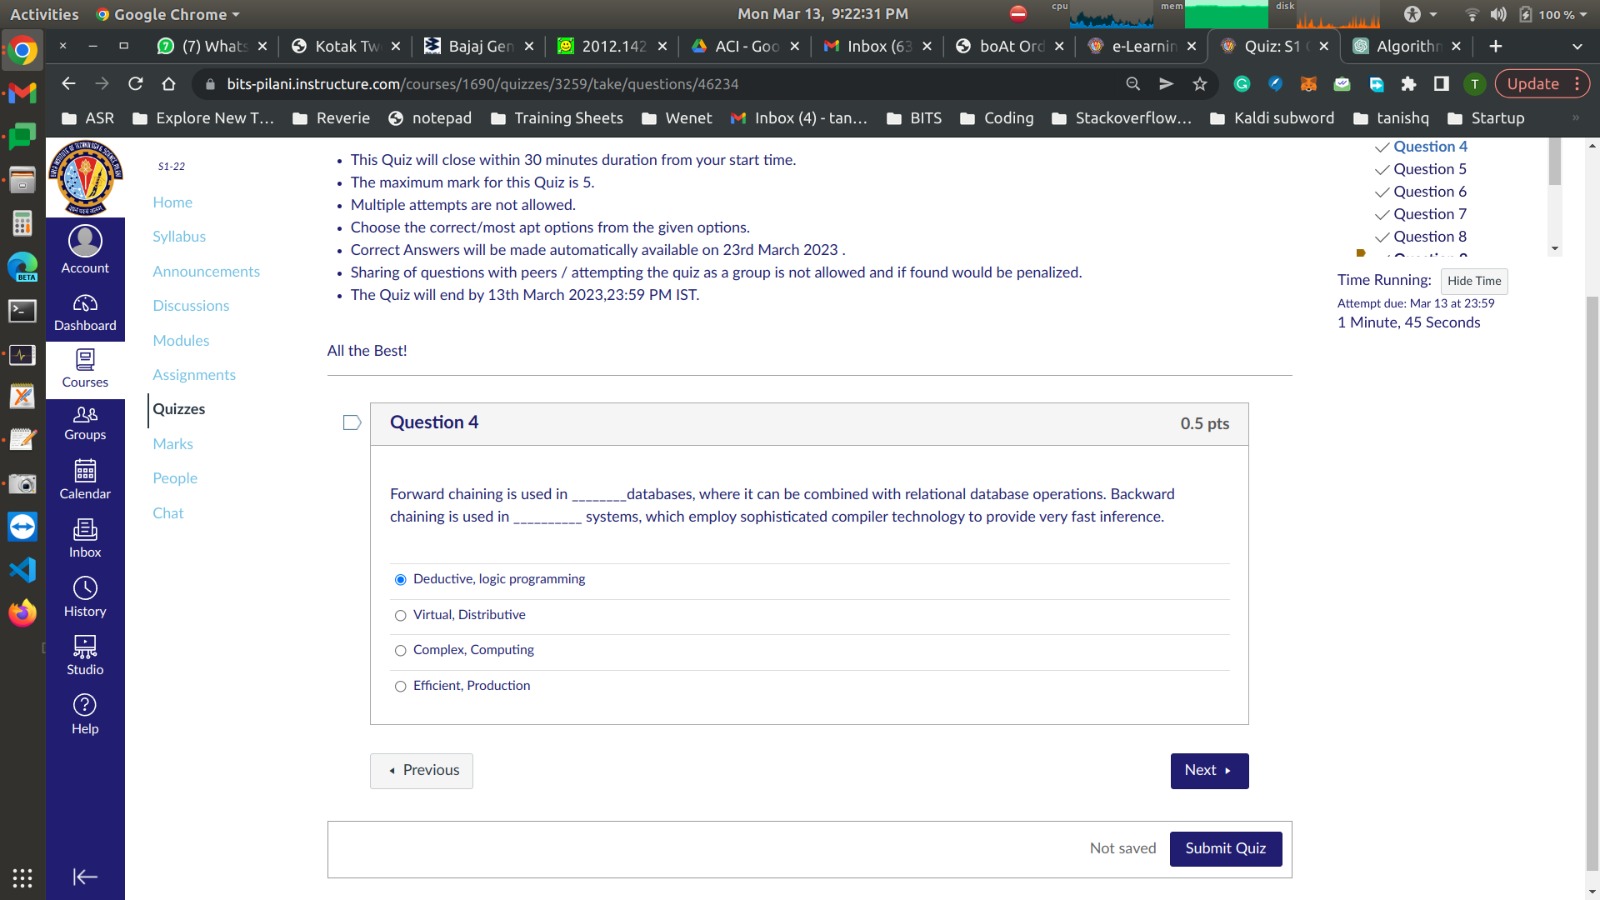 Activities
Google Chrome
Mon Mar 13, 9:22:31 PM
cpu
mem
disk
100 %
(7) Whats
Kotak Tw
Bajaj Gen
2012.142
ACI - Goo
Inbox (63
boAt Ord
e-Learnin
Quiz: S1
Algorithm
bits-pilani.instructure.com/courses/1690/quizzes/3259/take/questions/46234
T
Update
ASR
Explore New T...
Reverie
notepad
Training Sheets
Wenet
Inbox (4) - tan...
BITS
Coding
Stackoverflow...
Kaldi subword
tanishq
Startup
»
BETA
Account
Dashboard
Courses
Groups
Calendar
Inbox
History
Studio
Help
S1-22
Home
Syllabus
Announcements
Discussions
Modules
Assignments
Quizzes
Marks
People
Chat
• This Quiz will close within 30 minutes duration from your start time.
• The maximum mark for this Quiz is 5.
• Multiple attempts are not allowed.
• Choose the correct/most apt options from the given options.
• Correct Answers will be made automatically available on 23rd March 2023 .
• Sharing of questions with peers / attempting the quiz as a group is not allowed and if found would be penalized.
• The Quiz will end by 13th March 2023,23:59 PM IST.
All the Best!
Question 4
0.5 pts
Forward chaining is used in ________databases, where it can be combined with relational database operations. Backward
chaining is used in __________ systems, which employ sophisticated compiler technology to provide very fast inference.
Deductive, logic programming
Virtual, Distributive
Complex, Computing
Efficient, Production
Previous
Next
Not saved
Submit Quiz
Question 4
Question 5
Question 6
Question 7
Question 8
Time Running:
Hide Time
Attempt due: Mar 13 at 23:59
1 Minute, 45 Seconds